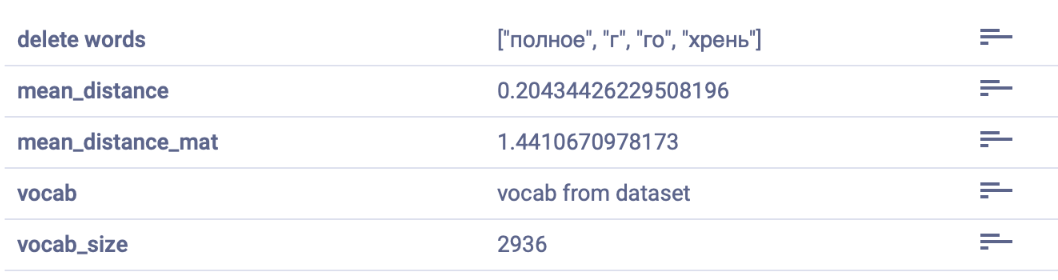 delete words ["полное", "г", "го", "хрень"]
mean_distance 0.20434426229508196
mean_distance_mat 1.4410670978173
vocab vocab from dataset
vocab_size 2936